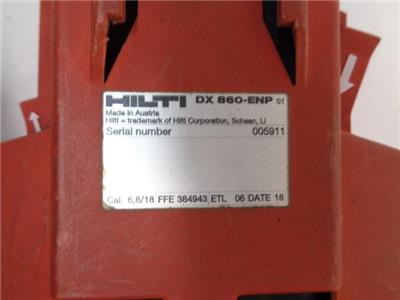 HILTI DX 860-ENP /01
Made in Austria
Hilti = trademark of Hilti Corporation, Schaan, LI
Serial number 005911
Cal. 6,8/18 FFE 384943 ETL 06 DATE 16